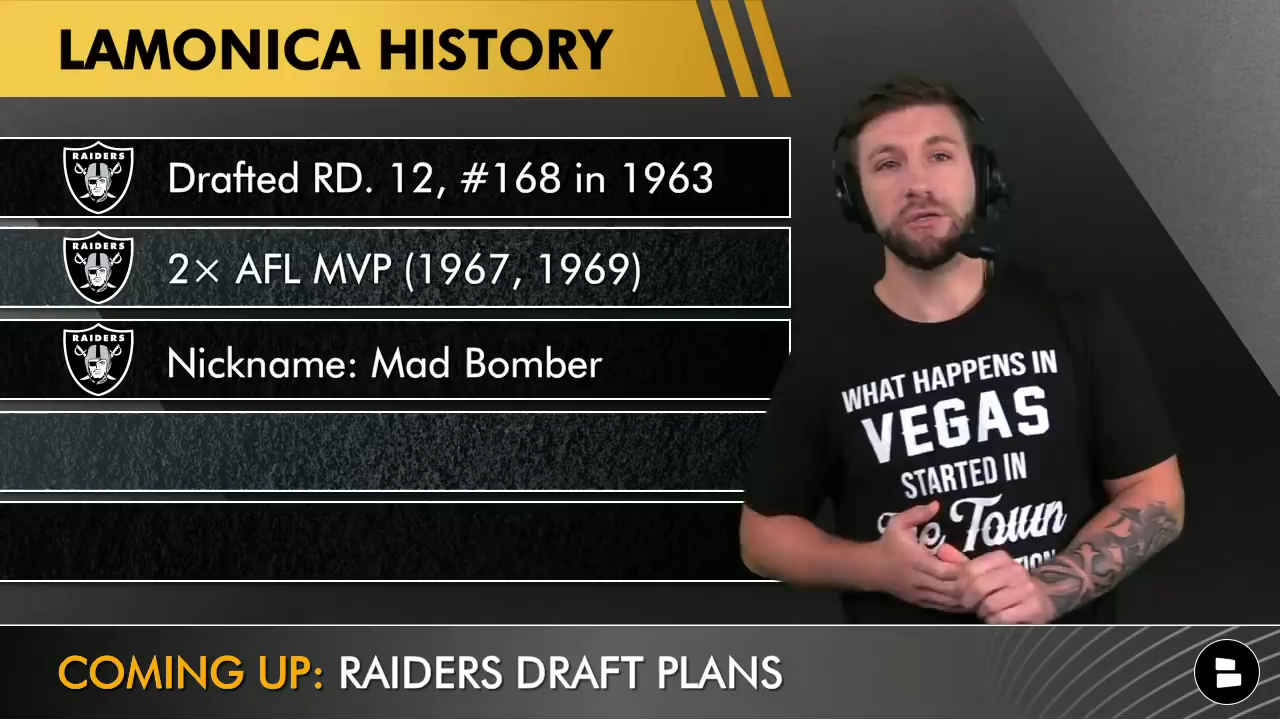 LAMONICA HISTORY
RAIDERS
Drafted RD. 12, #168 in 1963
RAIDERS
2× AFL MVP (1967, 1969)
RAIDERS
Nickname: Mad Bomber
WHAT HAPPENS IN
VEGAS
STARTED IN
Town
COMING UP: RAIDERS DRAFT PLANS